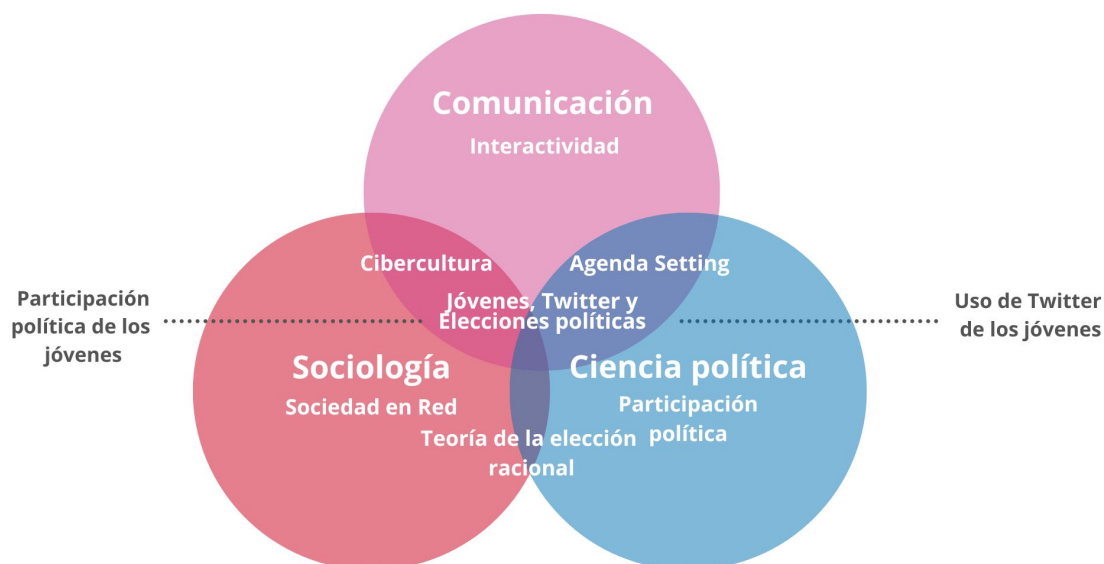 Comunicación
Interactividad
Cibercultura
Agenda Setting
Jóvenes, Twitter y
Elecciones políticas
Participación
política de los
jóvenes
Uso de Twitter
de los jóvenes
Sociología
Sociedad en Red
Ciencia política
Participación
política
Teoría de la elección
racional